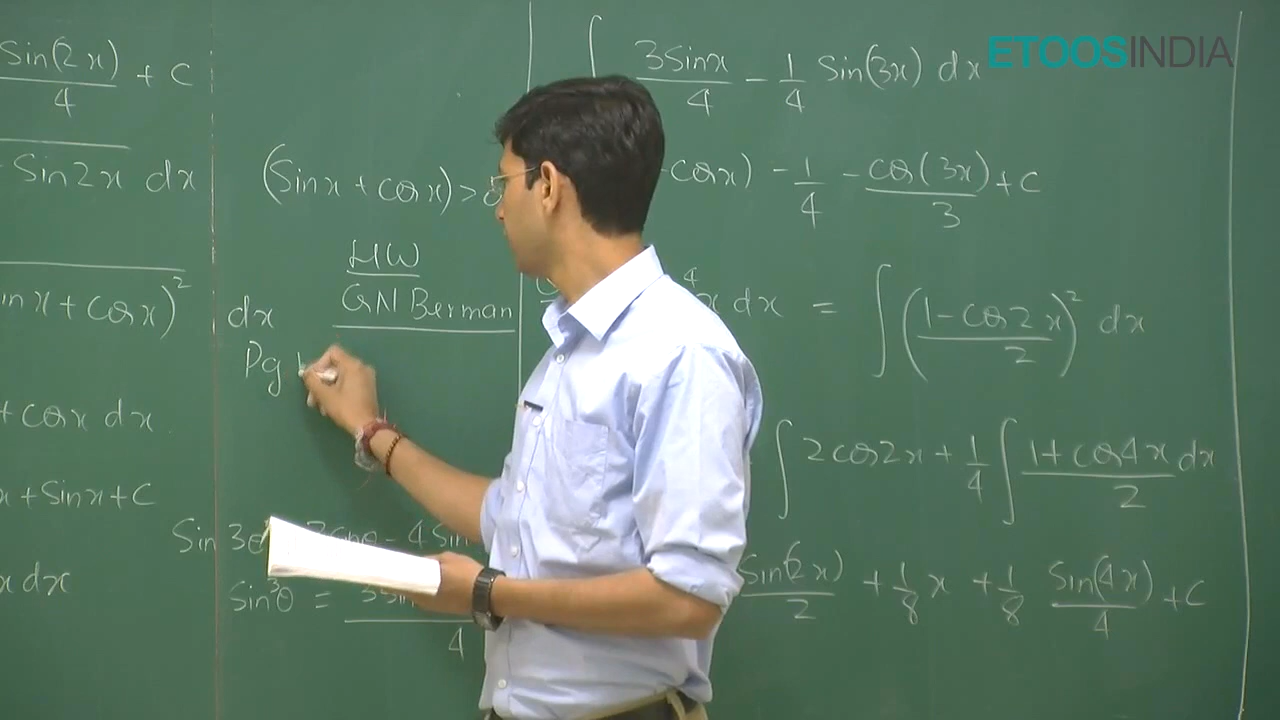 Sin(2x)/4 + C
Sin2x dx
inx + cosx)² dx
+ cosx dx
x + Sinx + C
x dx
(Sinx + cosx) > 0
HW
GN Berman
Pg
Sin3θ 3sinθ - 4Sin
sin³θ = 3Sin /4
∫ 3Sinx/4 - 1/4 Sin(3x) dx
-cosx) - 1/4 - cos(3x)/3 + C
⁴x dx = ∫ ((1-cos2x)/2)² dx
∫ 2cos2x + 1/4 ∫ (1+cos4x)/2 dx
Sin(2x)/2 + 1/8 x + 1/8 Sin(4x)/4 + C
ETOOSINDIA